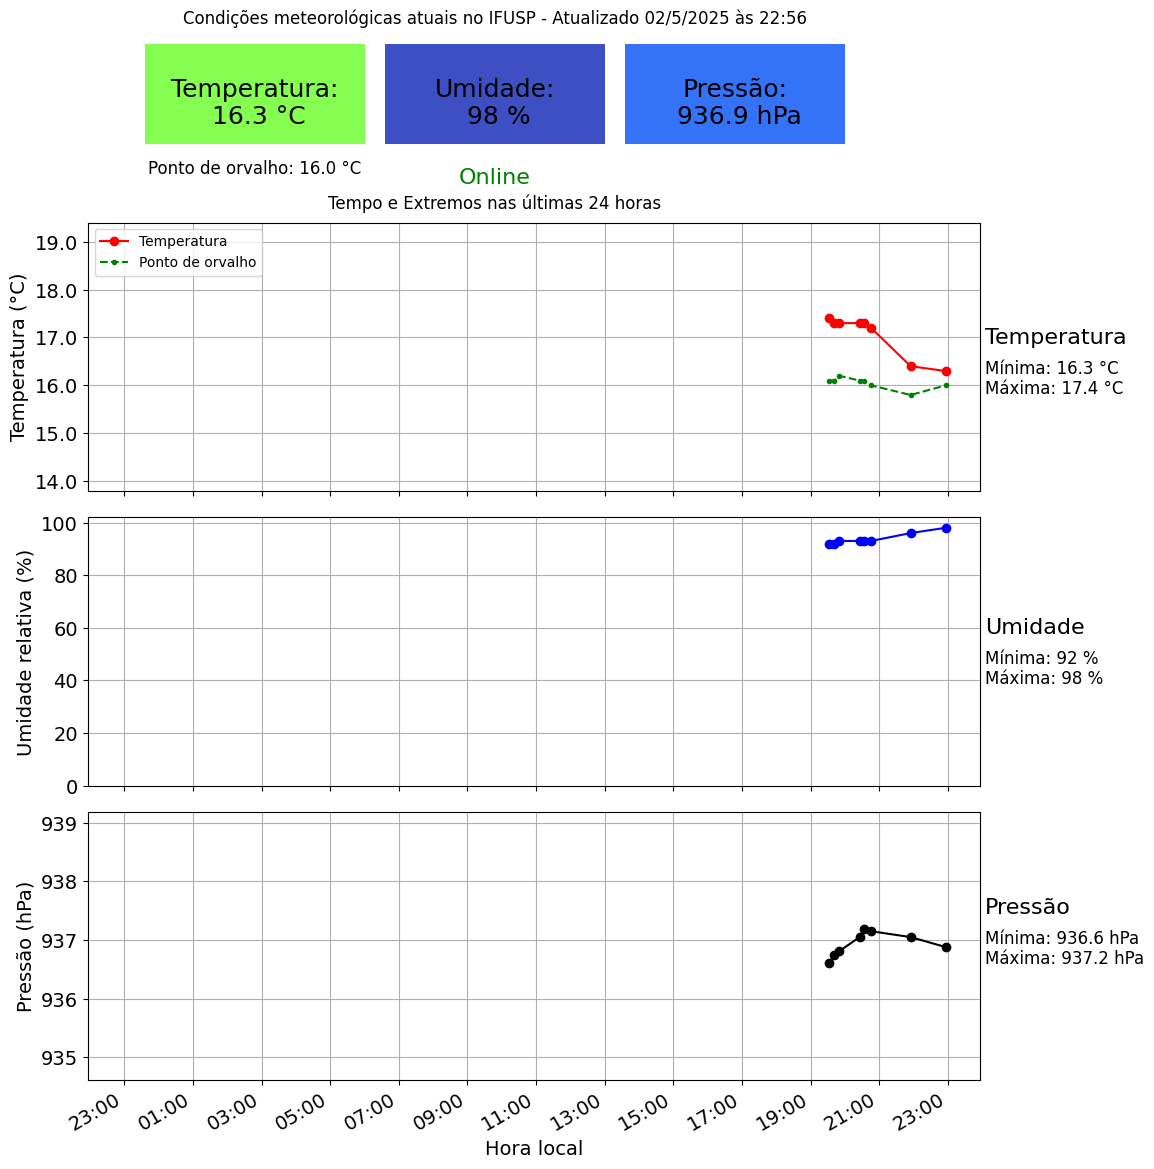 Condições meteorológicas atuais no IFUSP - Atualizado 02/5/2025 às 22:56
Temperatura:
16.3 °C
Umidade:
98 %
Pressão:
936.9 hPa
Ponto de orvalho: 16.0 °C
Online
Tempo e Extremos nas últimas 24 horas
Temperatura
Ponto de orvalho
Temperatura (°C)
19.0
18.0
17.0
16.0
15.0
14.0
Temperatura
Mínima: 16.3 °C
Máxima: 17.4 °C
Umidade relativa (%)
100
80
60
40
20
0
Umidade
Mínima: 92 %
Máxima: 98 %
Pressão (hPa)
939
938
937
936
935
Pressão
Mínima: 936.6 hPa
Máxima: 937.2 hPa
23:00 01:00 03:00 05:00 07:00 09:00 11:00 13:00 15:00 17:00 19:00 21:00 23:00
Hora local